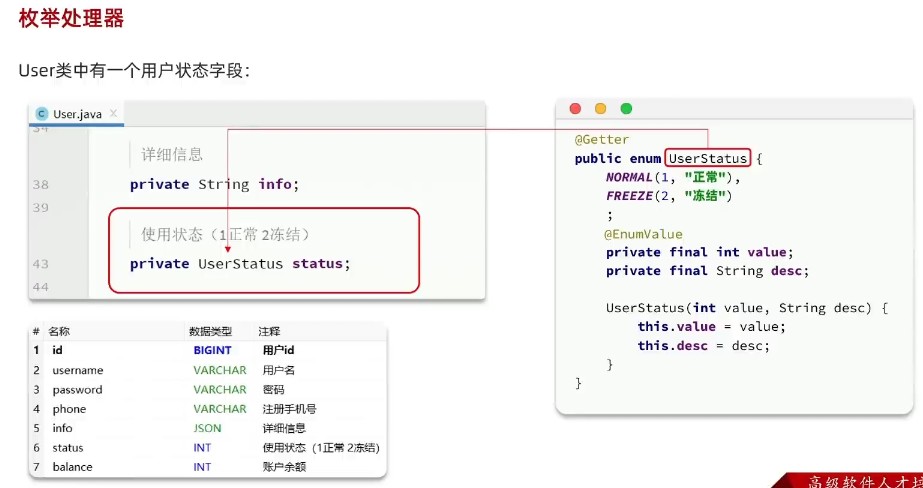 枚举处理器
User类中有一个用户状态字段：
User.java
34
详细信息
38 private String info;
39
使用状态（1正常 2冻结）
43 private UserStatus status;
44
@Getter
public enum UserStatus {
NORMAL(1, "正常"),
FREEZE(2, "冻结")
;
@EnumValue
private final int value;
private final String desc;
UserStatus(int value, String desc) {
this.value = value;
this.desc = desc;
}
}
# 名称 数据类型 注释
1 id BIGINT 用户id
2 username VARCHAR 用户名
3 password VARCHAR 密码
4 phone VARCHAR 注册手机号
5 info JSON 详细信息
6 status INT 使用状态（1正常 2冻结)
7 balance INT 账户余额
高级软件人才培